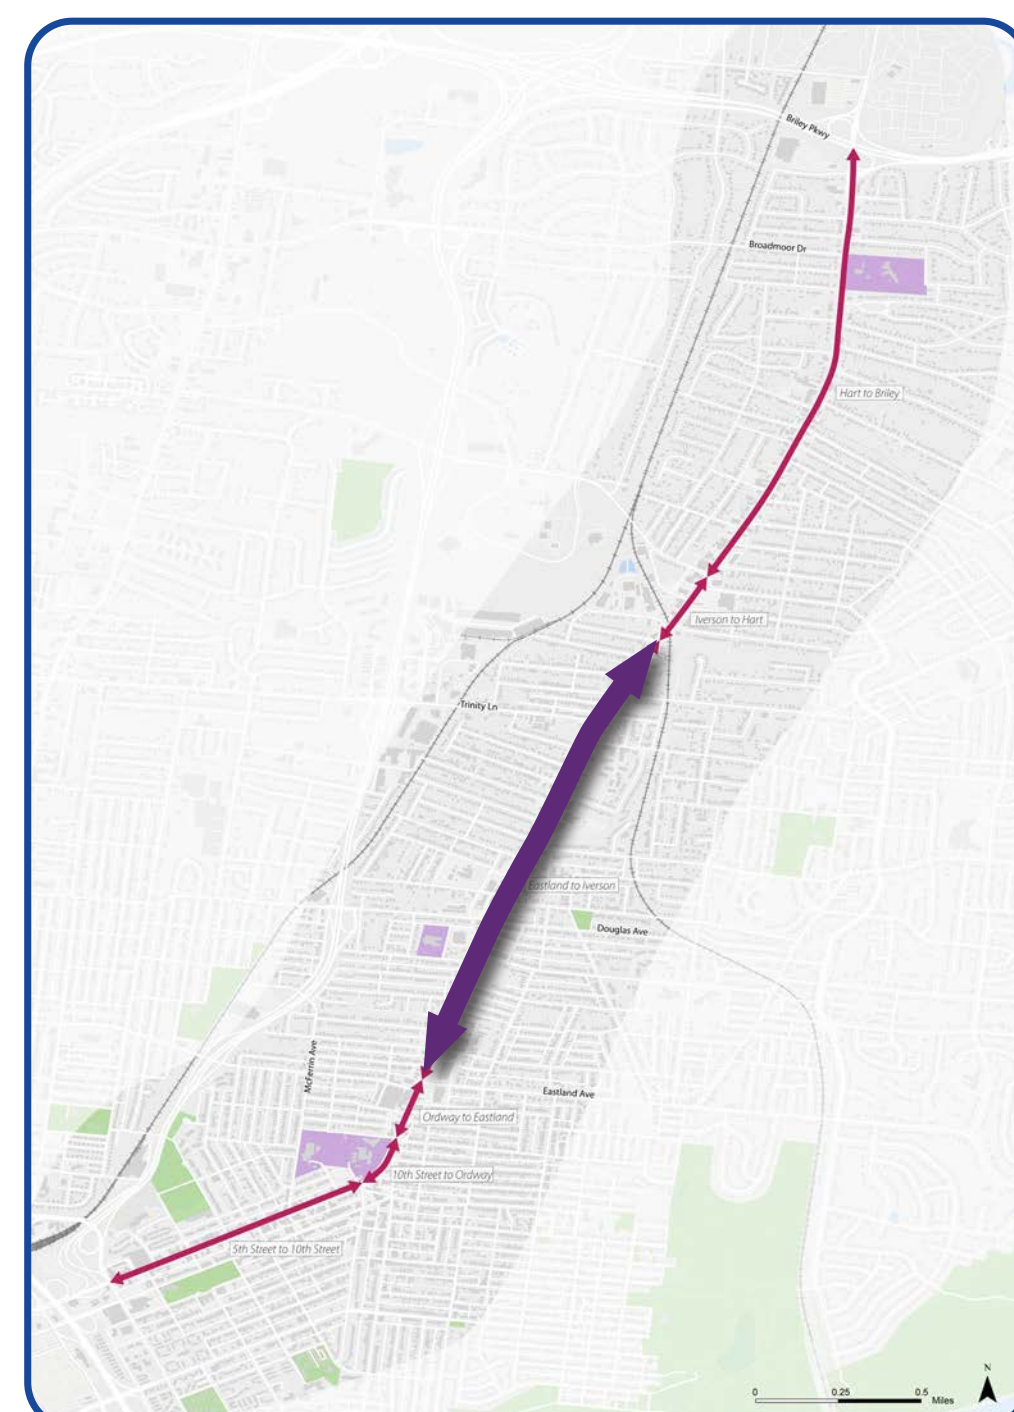 Briley Pkwy
Broadmoor Dr
Hart to Briley
Iverson to Hart
Trinity Ln
Eastland to Iverson
Douglas Ave
McFerrin Ave
Eastland Ave
Ordway to Eastland
10th Street to Ordway
5th Street to 10th Street
N
0 0.25 0.5
Miles